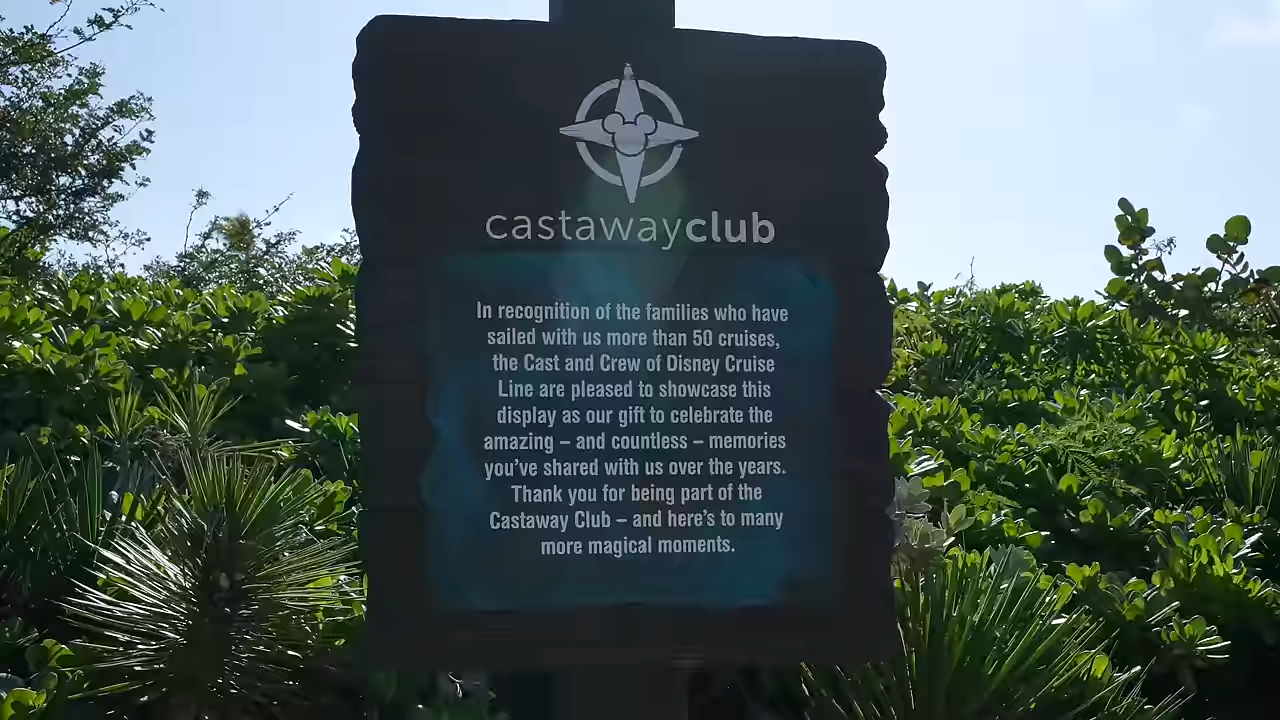 castawayclub
In recognition of the families who have
sailed with us more than 50 cruises,
the Cast and Crew of Disney Cruise
Line are pleased to showcase this
display as our gift to celebrate the
amazing – and countless – memories
you've shared with us over the years.
Thank you for being part of the
Castaway Club – and here's to many
more magical moments.